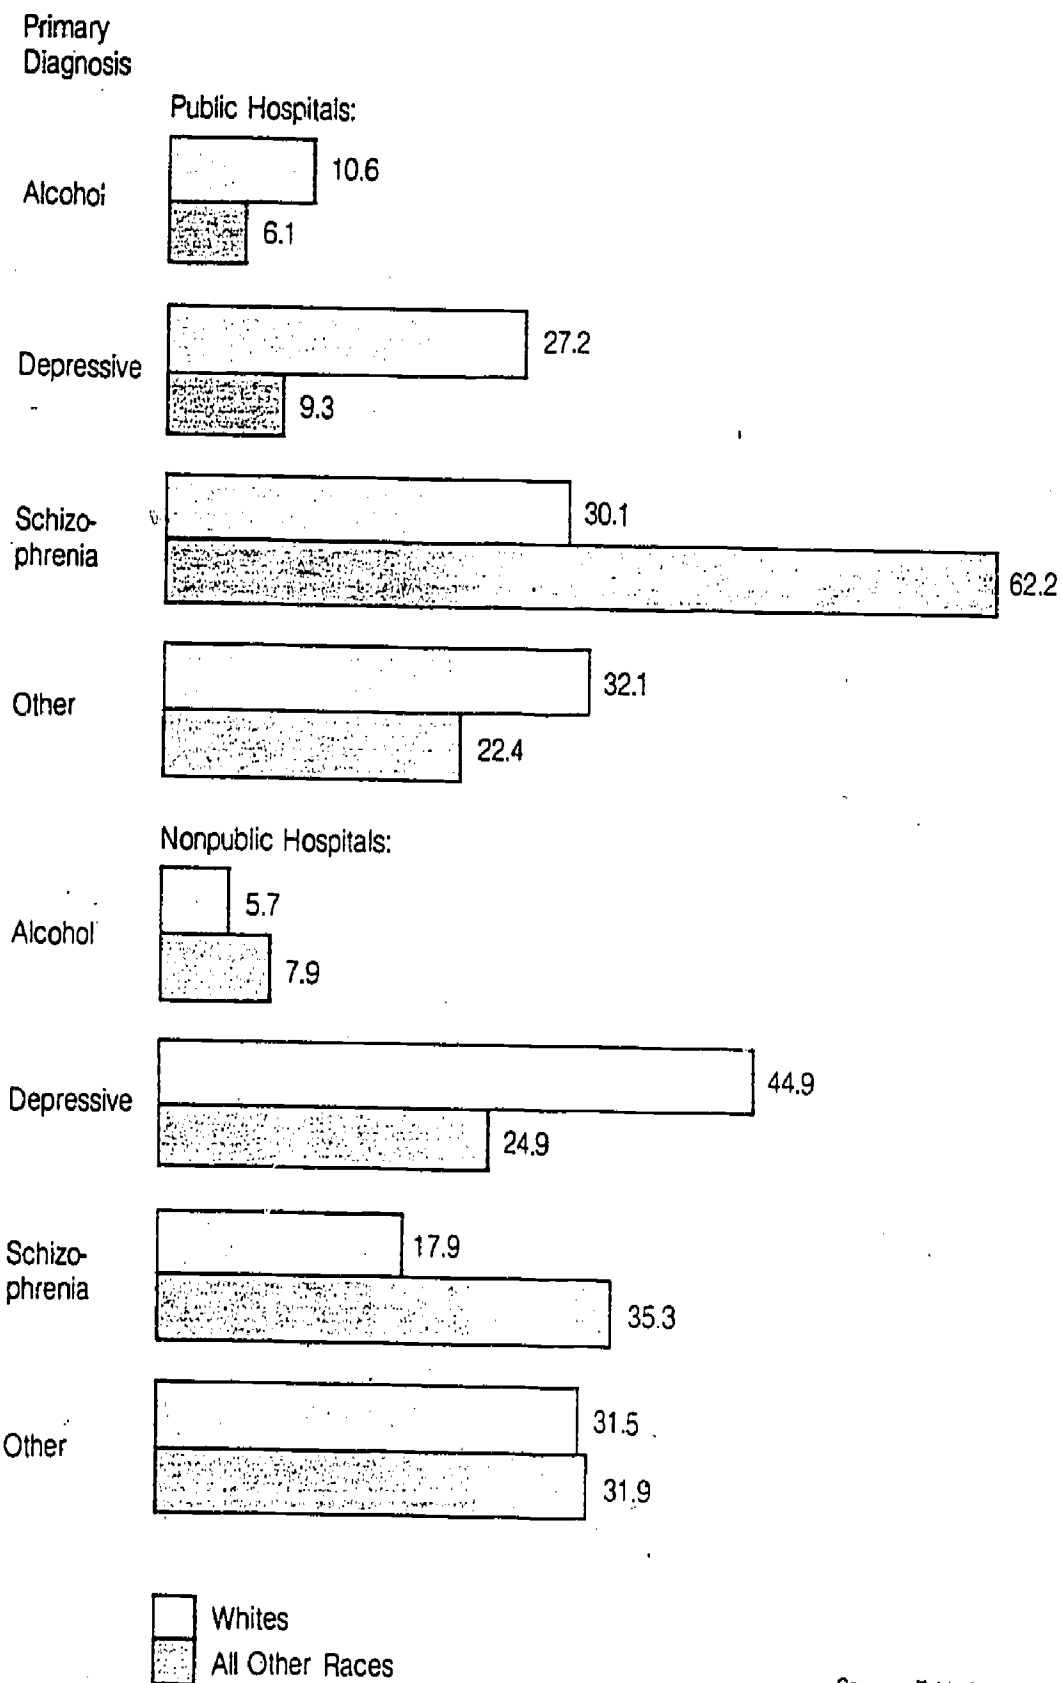 Primary
Diagnosis
Public Hospitals:
Alcohol
10.6
6.1
Depressive
27.2
9.3
Schizo-
phrenia
30.1
62.2
Other
32.1
22.4
Nonpublic Hospitals:
Alcohol
5.7
7.9
Depressive
44.9
24.9
Schizo-
phrenia
17.9
35.3
Other
31.5
31.9
Whites
All Other Races